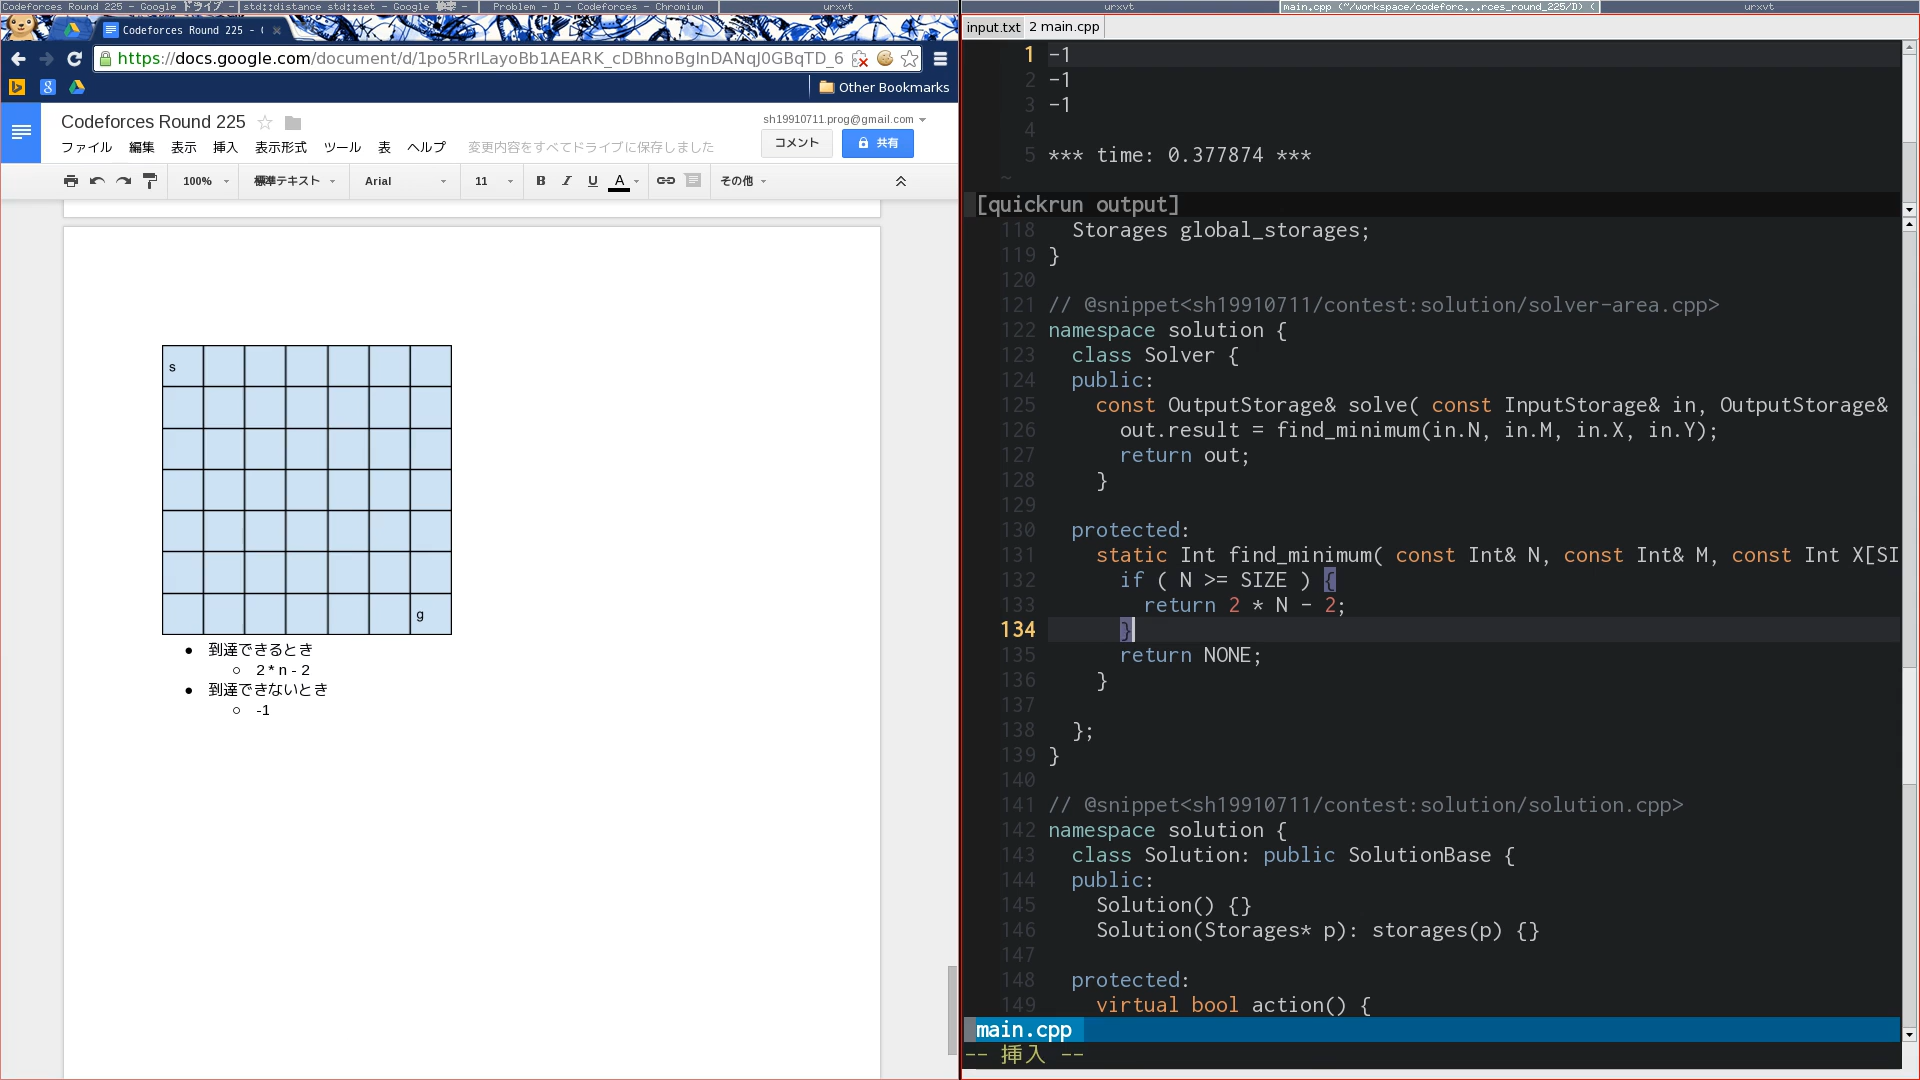 Codeforces Round 225 - Google ドライブ -
std::distance std::set - Google 検索 -
Problem - D - Codeforces - Chromium
urxvt
urxvt
main.cpp (~/workspace/codeforc...rces_round_225/D) (
urxvt
Codeforces Round 225 - (
https://docs.google.com/document/d/1po5RrlLayoBb1AEARK_cDBhnoBgInDANqJ0GBqTD_6
Other Bookmarks
Codeforces Round 225
sh19910711.prog@gmail.com
ファイル 編集 表示 挿入 表示形式 ツール 表 ヘルプ 変更内容をすべてドライブに保存しました
コメント
共有
100% 標準テキスト Arial 11 B I U A その他
s
g
● 到達できるとき
○ 2 * n - 2
● 到達できないとき
○ -1
input.txt 2 main.cpp
1 -1
2 -1
3 -1
4
5 *** time: 0.377874 ***
~
[quickrun output]
118 Storages global_storages;
119 }
120
121 // @snippet<sh19910711/contest:solution/solver-area.cpp>
122 namespace solution {
123 class Solver {
124 public:
125 const OutputStorage& solve( const InputStorage& in, OutputStorage&
126 out.result = find_minimum(in.N, in.M, in.X, in.Y);
127 return out;
128 }
129
130 protected:
131 static Int find_minimum( const Int& N, const Int& M, const Int X[SI
132 if ( N >= SIZE ) {
133 return 2 * N - 2;
134 }
135 return NONE;
136 }
137
138 };
139 }
140
141 // @snippet<sh19910711/contest:solution/solution.cpp>
142 namespace solution {
143 class Solution: public SolutionBase {
144 public:
145 Solution() {}
146 Solution(Storages* p): storages(p) {}
147
148 protected:
149 virtual bool action() {
main.cpp
-- 挿入 --